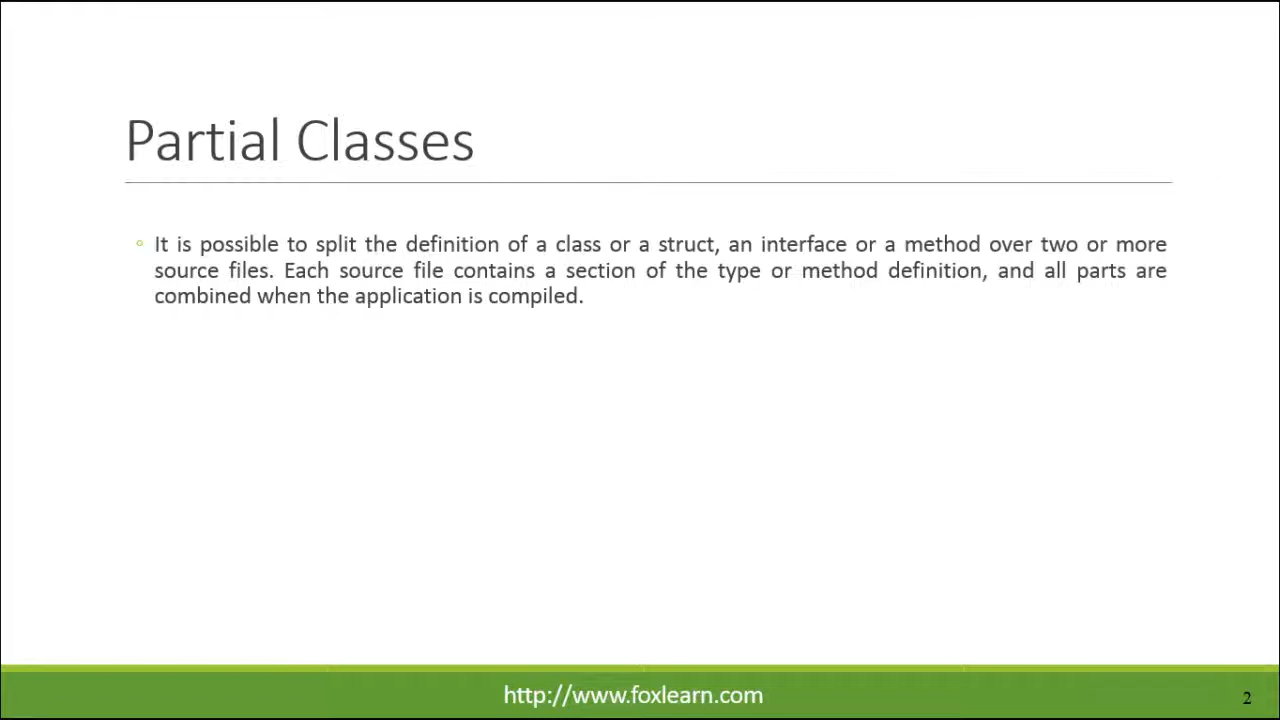 Partial Classes
It is possible to split the definition of a class or a struct, an interface or a method over two or more
source files. Each source file contains a section of the type or method definition, and all parts are
combined when the application is compiled.
http://www.foxlearn.com
2